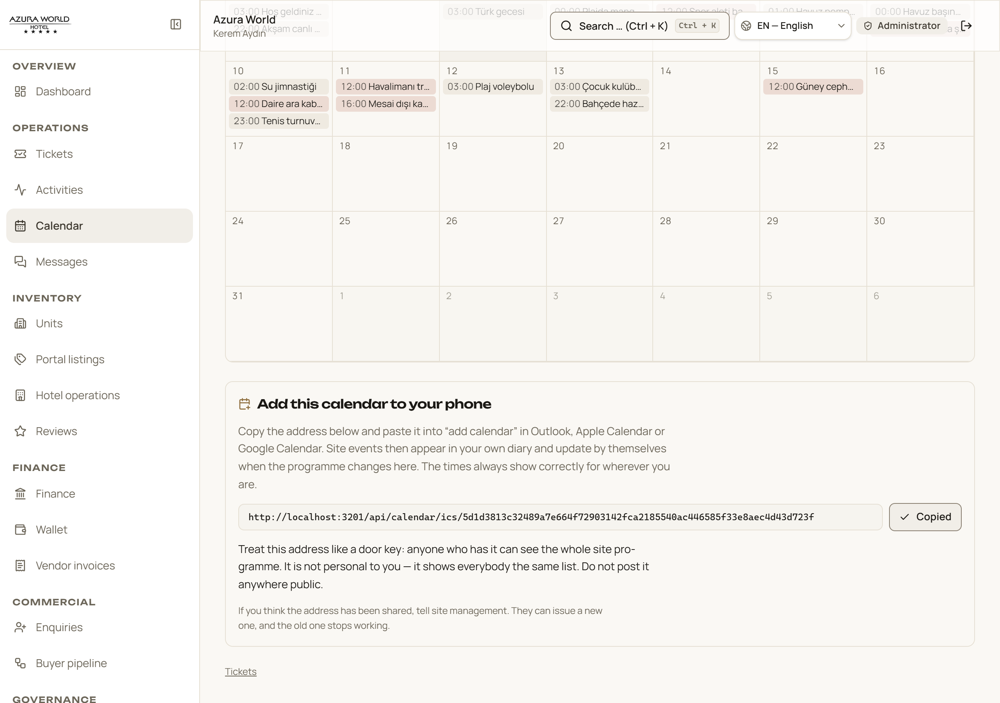 AZURA WORLD
HOTEL
OVERVIEW
Dashboard
OPERATIONS
Tickets
Activities
Calendar
Messages
INVENTORY
Units
Portal listings
Hotel operations
Reviews
FINANCE
Finance
Wallet
Vendor invoices
COMMERCIAL
Enquiries
Buyer pipeline
GOVERNANCE
Azura World
Kerem Aydın
Search ... (Ctrl + K) Ctrl + K
EN — English
Administrator
03:00 Hoş geldiniz ...
22:00 Akşam canlı ...
03:00 Türk gecesi
00:00 Plajda mang...
12:00 Spor aleti ba...
01:00 Havuz pomp...
00:00 Havuz başın...
10
02:00 Su jimnastiği
12:00 Daire ara kab...
23:00 Tenis turnuv...
11
12:00 Havalimanı tr...
16:00 Mesai dışı ka...
12
03:00 Plaj voleybolu
13
03:00 Çocuk kulüb...
22:00 Bahçede haz...
14
15
12:00 Güney ceph...
16
17 18 19 20 21 22 23
24 25 26 27 28 29 30
31 1 2 3 4 5 6
Add this calendar to your phone
Copy the address below and paste it into “add calendar” in Outlook, Apple Calendar or
Google Calendar. Site events then appear in your own diary and update by themselves
when the programme changes here. The times always show correctly for wherever you
are.
http://localhost:3201/api/calendar/ics/5d1d3813c32489a7e664f72903142fca2185540ac446585f33e8aec4d43d723f
Copied
Treat this address like a door key: anyone who has it can see the whole site pro-
gramme. It is not personal to you — it shows everybody the same list. Do not post it
anywhere public.
If you think the address has been shared, tell site management. They can issue a new
one, and the old one stops working.
Tickets